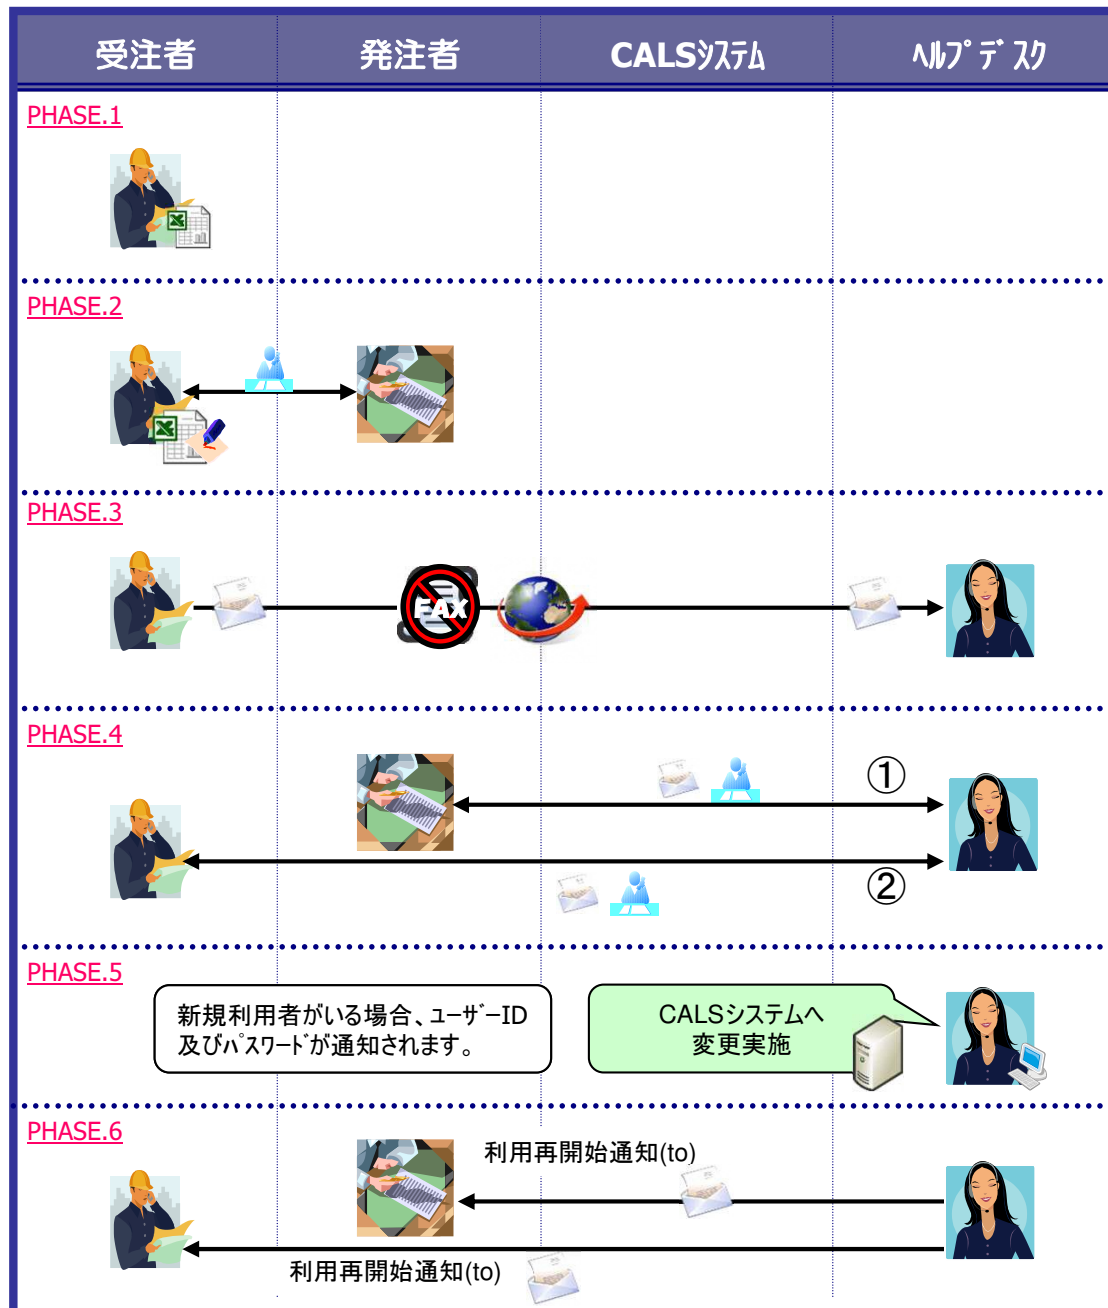 受注者 発注者 CALSｼｽﾃﾑ ﾍﾙﾌﾟﾃﾞｽｸ
PHASE.1
PHASE.2
PHASE.3
FAX
PHASE.4
①
②
PHASE.5
新規利用者がいる場合、ﾕｰｻﾞｰID
及びﾊﾟｽﾜｰﾄﾞが通知されます。
CALSシステムへ
変更実施
PHASE.6
利用再開始通知(to)
利用再開始通知(to)